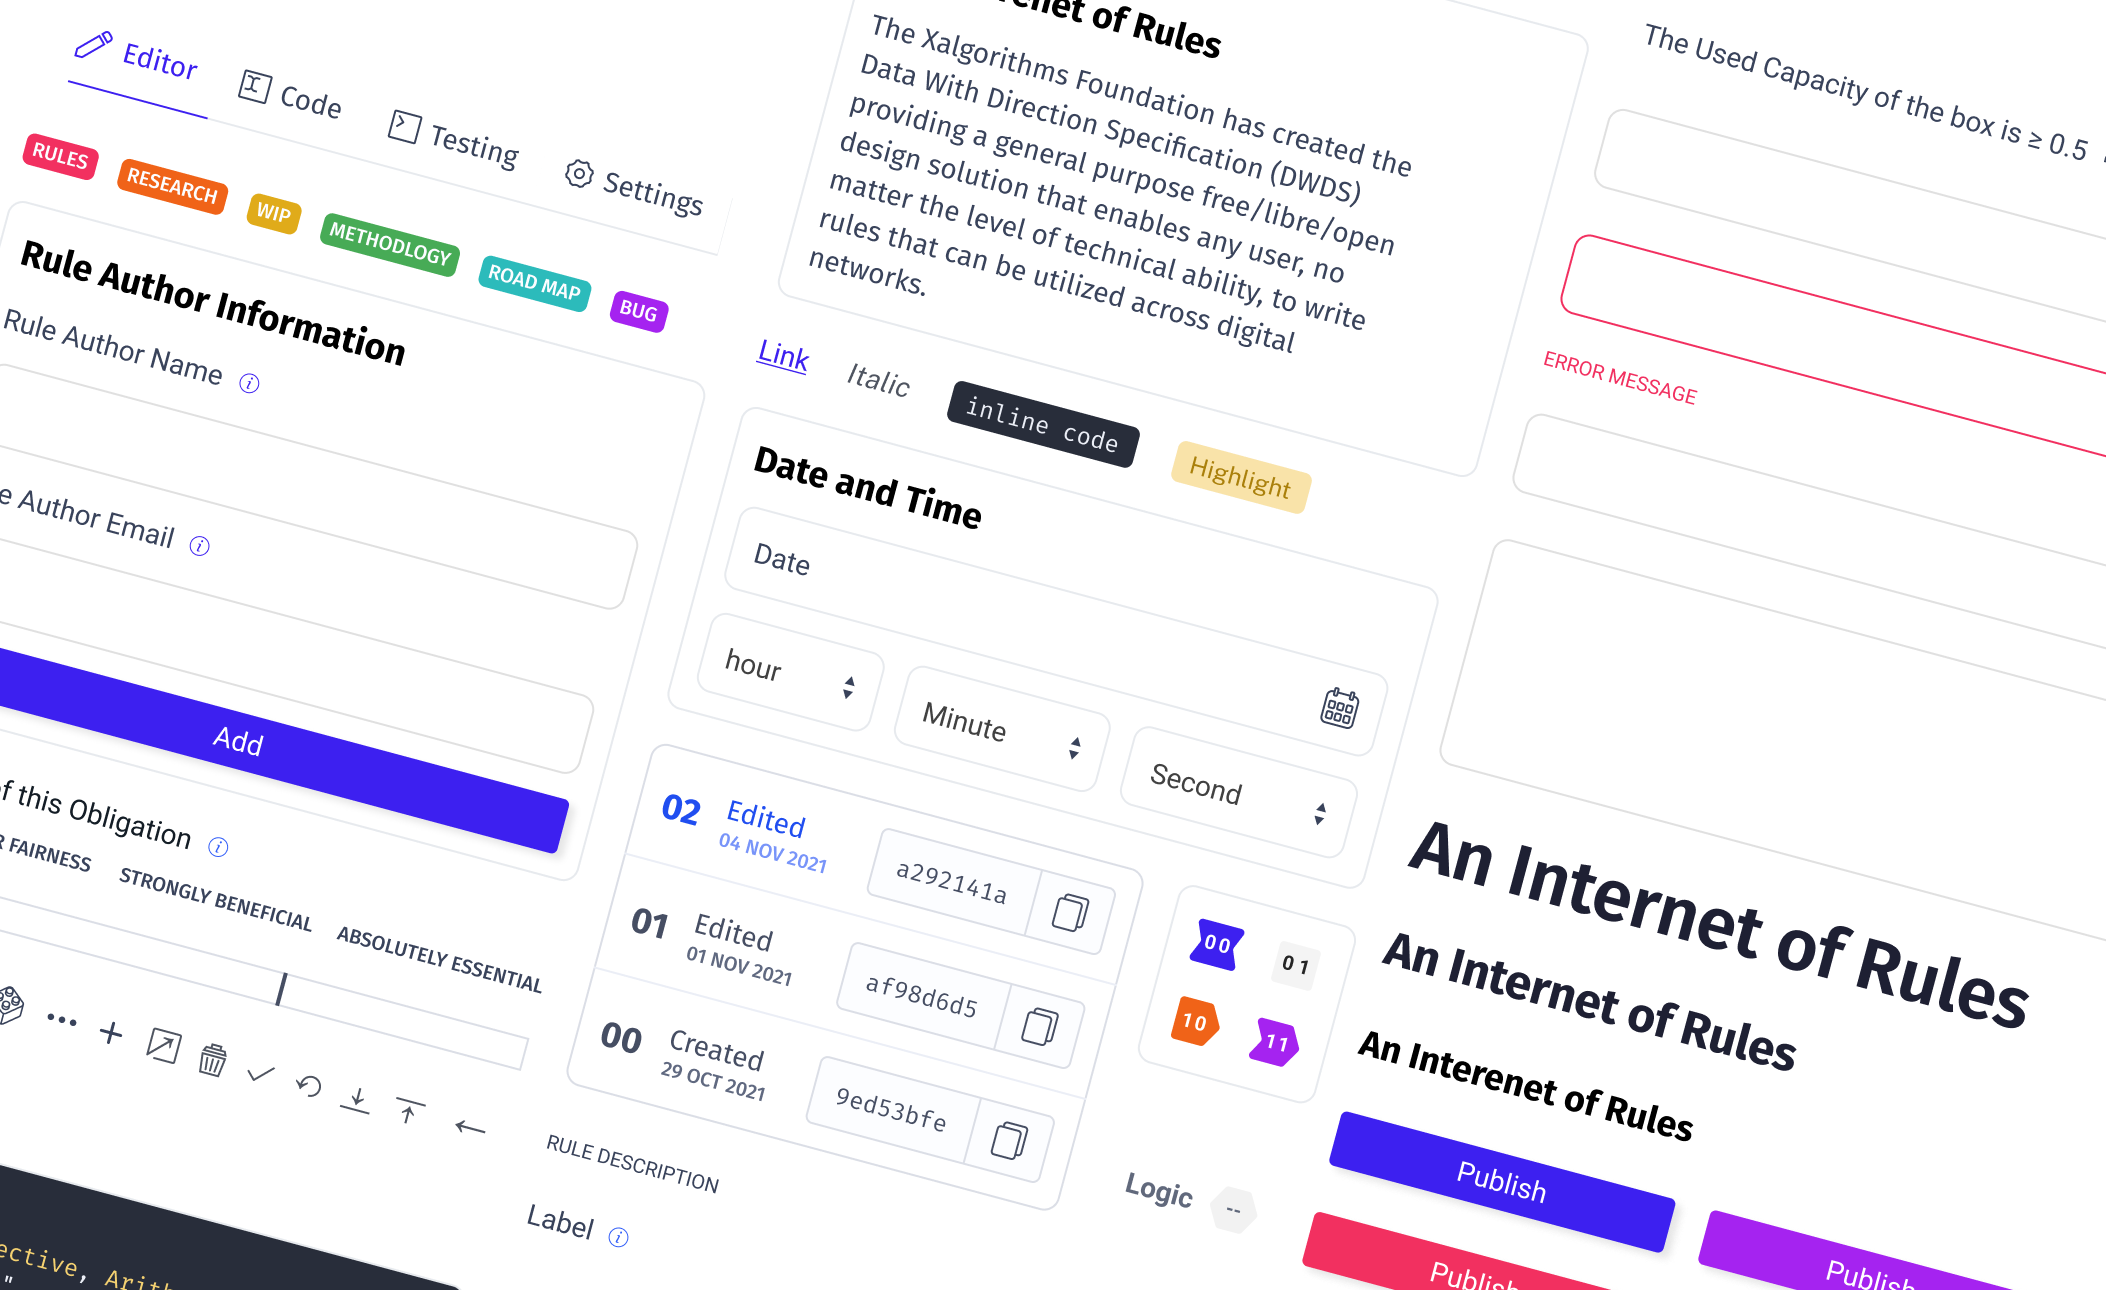 Editor
Code
Testing
Settings
RULES
RESEARCH
WIP
METHODLOGY
ROAD MAP
BUG
Rule Author Information
Rule Author Name
Author Email
Add
of this Obligation
FAIRNESS
STRONGLY BENEFICIAL
ABSOLUTELY ESSENTIAL
of Rules
The Xalgorithms Foundation has created the
Data With Direction Specification (DWDS)
providing a general purpose free/libre/open
design solution that enables any user, no
matter the level of technical ability, to write
rules that can be utilized across digital
networks.
Link
Italic
inline code
Highlight
Date and Time
Date
hour
Minute
Second
02
Edited
04 NOV 2021
a292141a
01
Edited
01 NOV 2021
af98d6d5
00
Created
29 OCT 2021
9ed53bfe
00
01
10
11
RULE DESCRIPTION
Label
Logic
--
The Used Capacity of the box is ≥ 0.5
ERROR MESSAGE
An Internet of Rules
An Internet of Rules
An Interenet of Rules
Publish
Publish
Publish